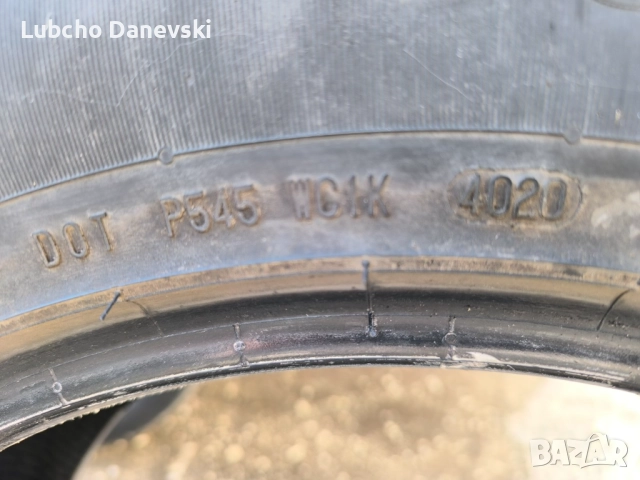 Lubcho Danevski
DOT P545 WC1K 4020
BAZAR